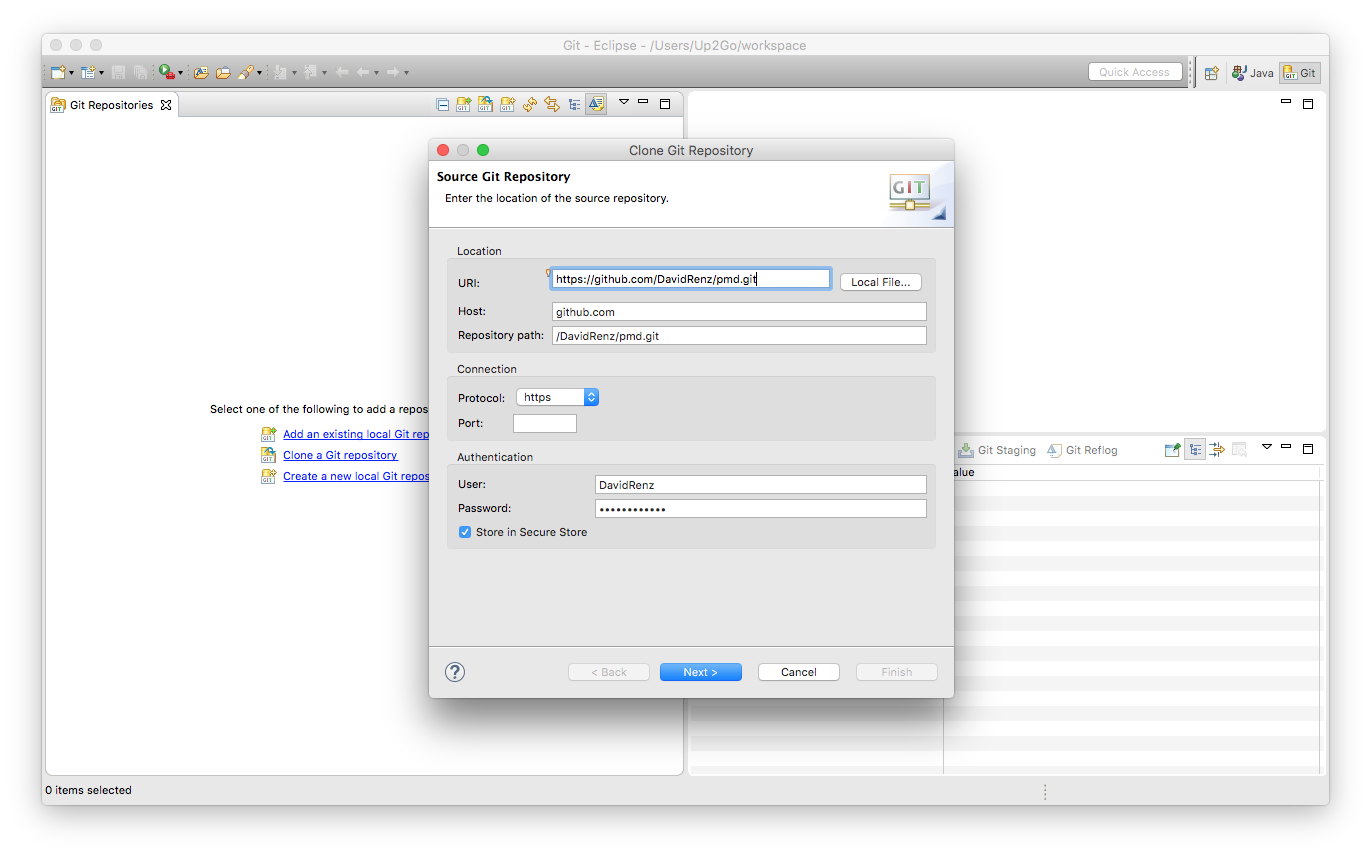 Git - Eclipse - /Users/Up2Go/workspace
Quick Access
Java
Git
Git Repositories
Select one of the following to add a repos
Add an existing local Git rep
Clone a Git repository
Create a new local Git repos
Clone Git Repository
Source Git Repository
Enter the location of the source repository.
GIT
Location
URI: https://github.com/DavidRenz/pmd.git Local File...
Host: github.com
Repository path: /DavidRenz/pmd.git
Connection
Protocol: https
Port:
Authentication
User: DavidRenz
Password: ••••••••••••
Store in Secure Store
? < Back Next > Cancel Finish
Git Staging Git Reflog
alue
0 items selected